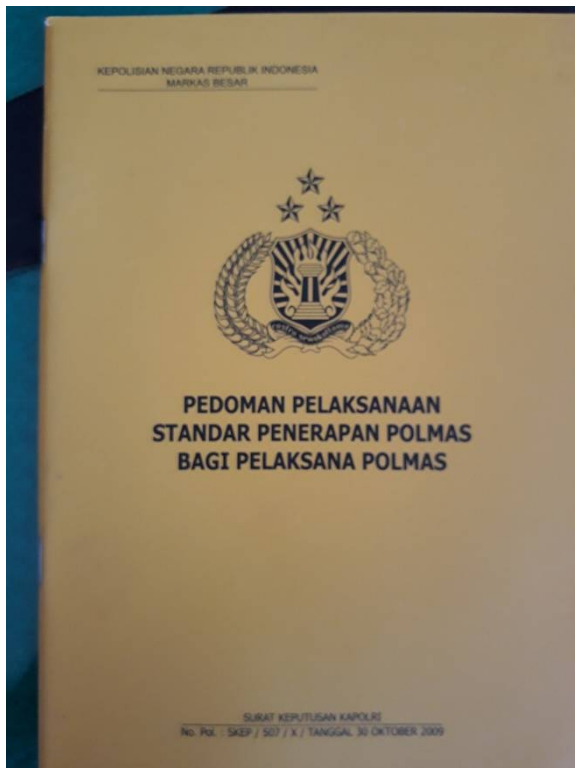 KEPOLISIAN NEGARA REPUBLIK INDONESIA
MARKAS BESAR
PEDOMAN PELAKSANAAN
STANDAR PENERAPAN POLMAS
BAGI PELAKSANA POLMAS
SURAT KEPUTUSAN KAPOLRI
No. Pol. : SKEP / 507 / X / TANGGAL 30 OKTOBER 2009